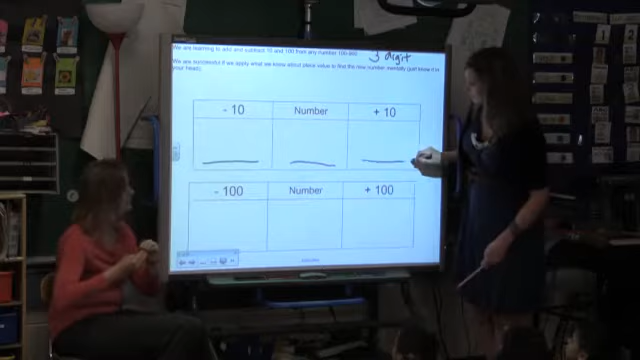 We are learning to add and subtract 10 and 100 from any number 100-900
3 digit
We are successful if we apply what we know about place value to find the new number mentally (just know it in
your head)
- 10 Number + 10
- 100 Number + 100